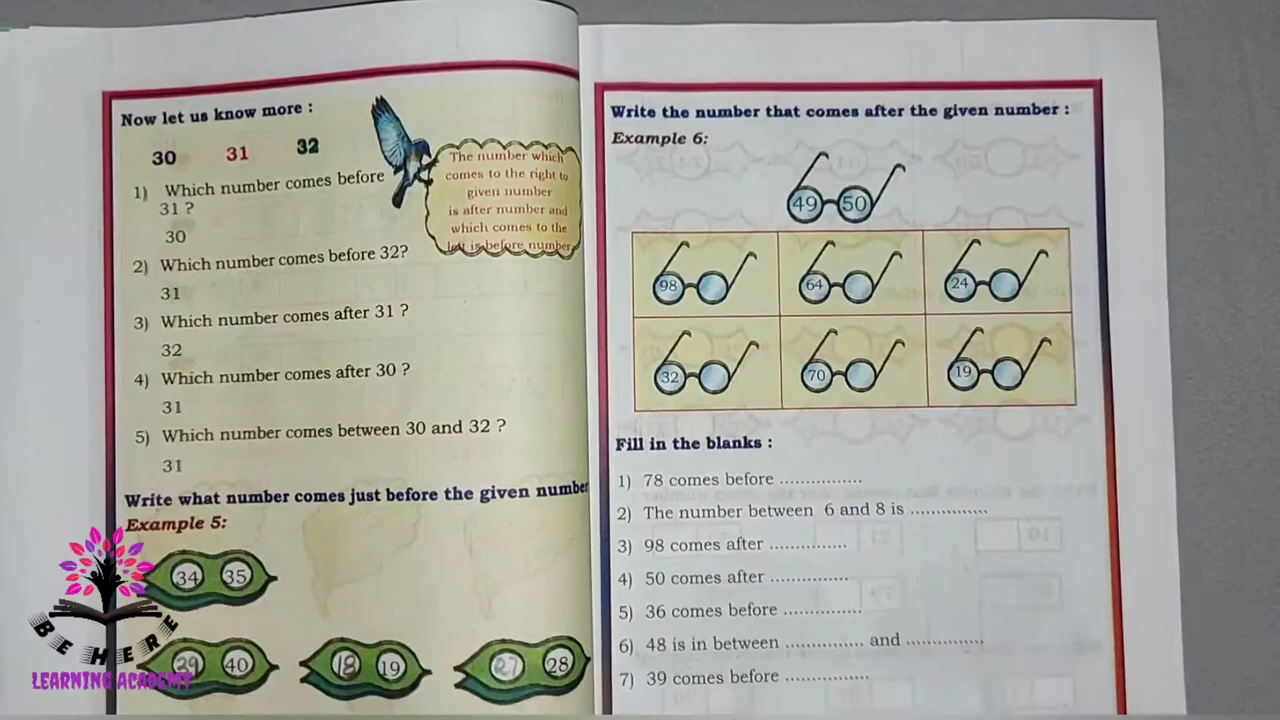 Now let us know more :
30 31 32
1) Which number comes before
31 ?
30
2) Which number comes before 32?
31
3) Which number comes after 31 ?
32
4) Which number comes after 30 ?
31
5) Which number comes between 30 and 32 ?
31
The number which
comes to the right to
given number
is after number and
which comes to the
left is before number
Write what number comes just before the given number
Example 5:
34 35
39 40
18 19
27 28
BE HERE
LEARNING ACADEMY
Write the number that comes after the given number :
Example 6:
49 50
98 64 24
32 70 19
Fill in the blanks :
1) 78 comes before ................
2) The number between 6 and 8 is ...............
3) 98 comes after ...............
4) 50 comes after ...............
5) 36 comes before ...............
6) 48 is in between ............... and ...............
7) 39 comes before ................